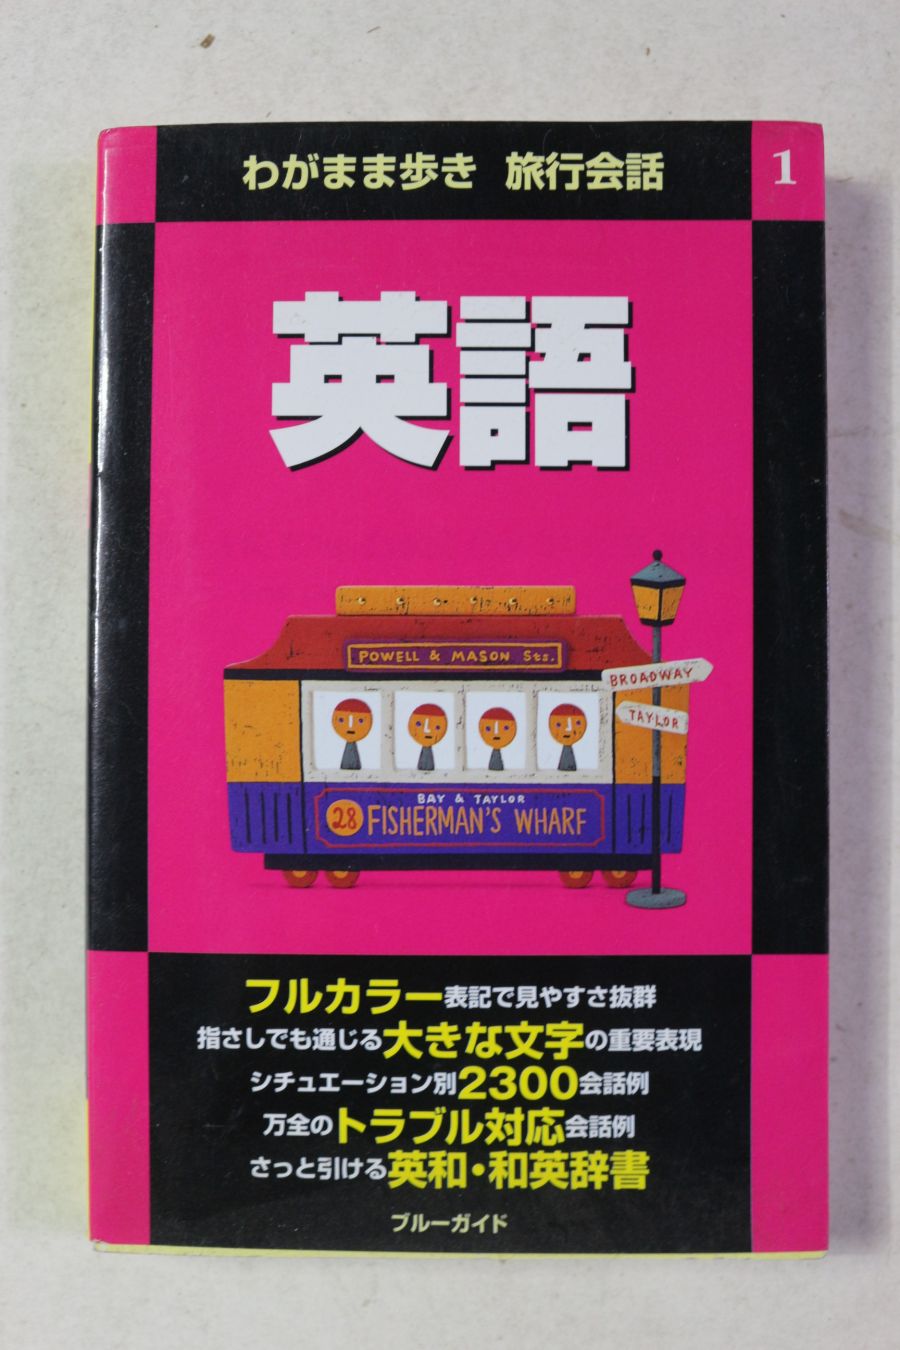 わがまま歩き 旅行会話
1
英語
POWELL & MASON Sts.
BROADWAY
TAYLOR
BAY & TAYLOR
28 FISHERMAN'S WHARF
フルカラー表記で見やすさ抜群
指さしでも通じる大きな文字の重要表現
シチュエーション別2300会話例
万全のトラブル対応会話例
さっと引ける英和・和英辞書
ブルーガイド